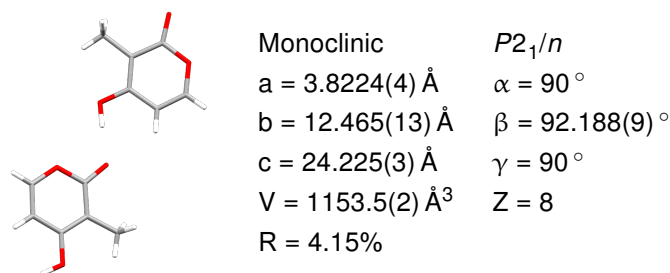 Monoclinic P2₁/n
a = 3.8224(4) Å α = 90 °
b = 12.465(13) Å β = 92.188(9) °
c = 24.225(3) Å γ = 90 °
V = 1153.5(2) Å³ Z = 8
R = 4.15%